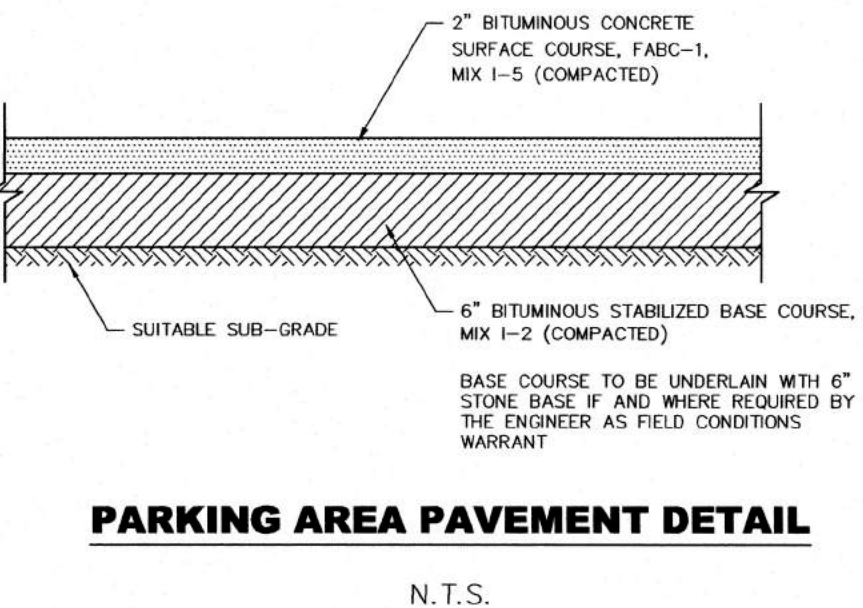 2" BITUMINOUS CONCRETE
SURFACE COURSE, FABC-1,
MIX I-5 (COMPACTED)
SUITABLE SUB-GRADE
6" BITUMINOUS STABILIZED BASE COURSE,
MIX I-2 (COMPACTED)
BASE COURSE TO BE UNDERLAIN WITH 6"
STONE BASE IF AND WHERE REQUIRED BY
THE ENGINEER AS FIELD CONDITIONS
WARRANT
PARKING AREA PAVEMENT DETAIL
N.T.S.